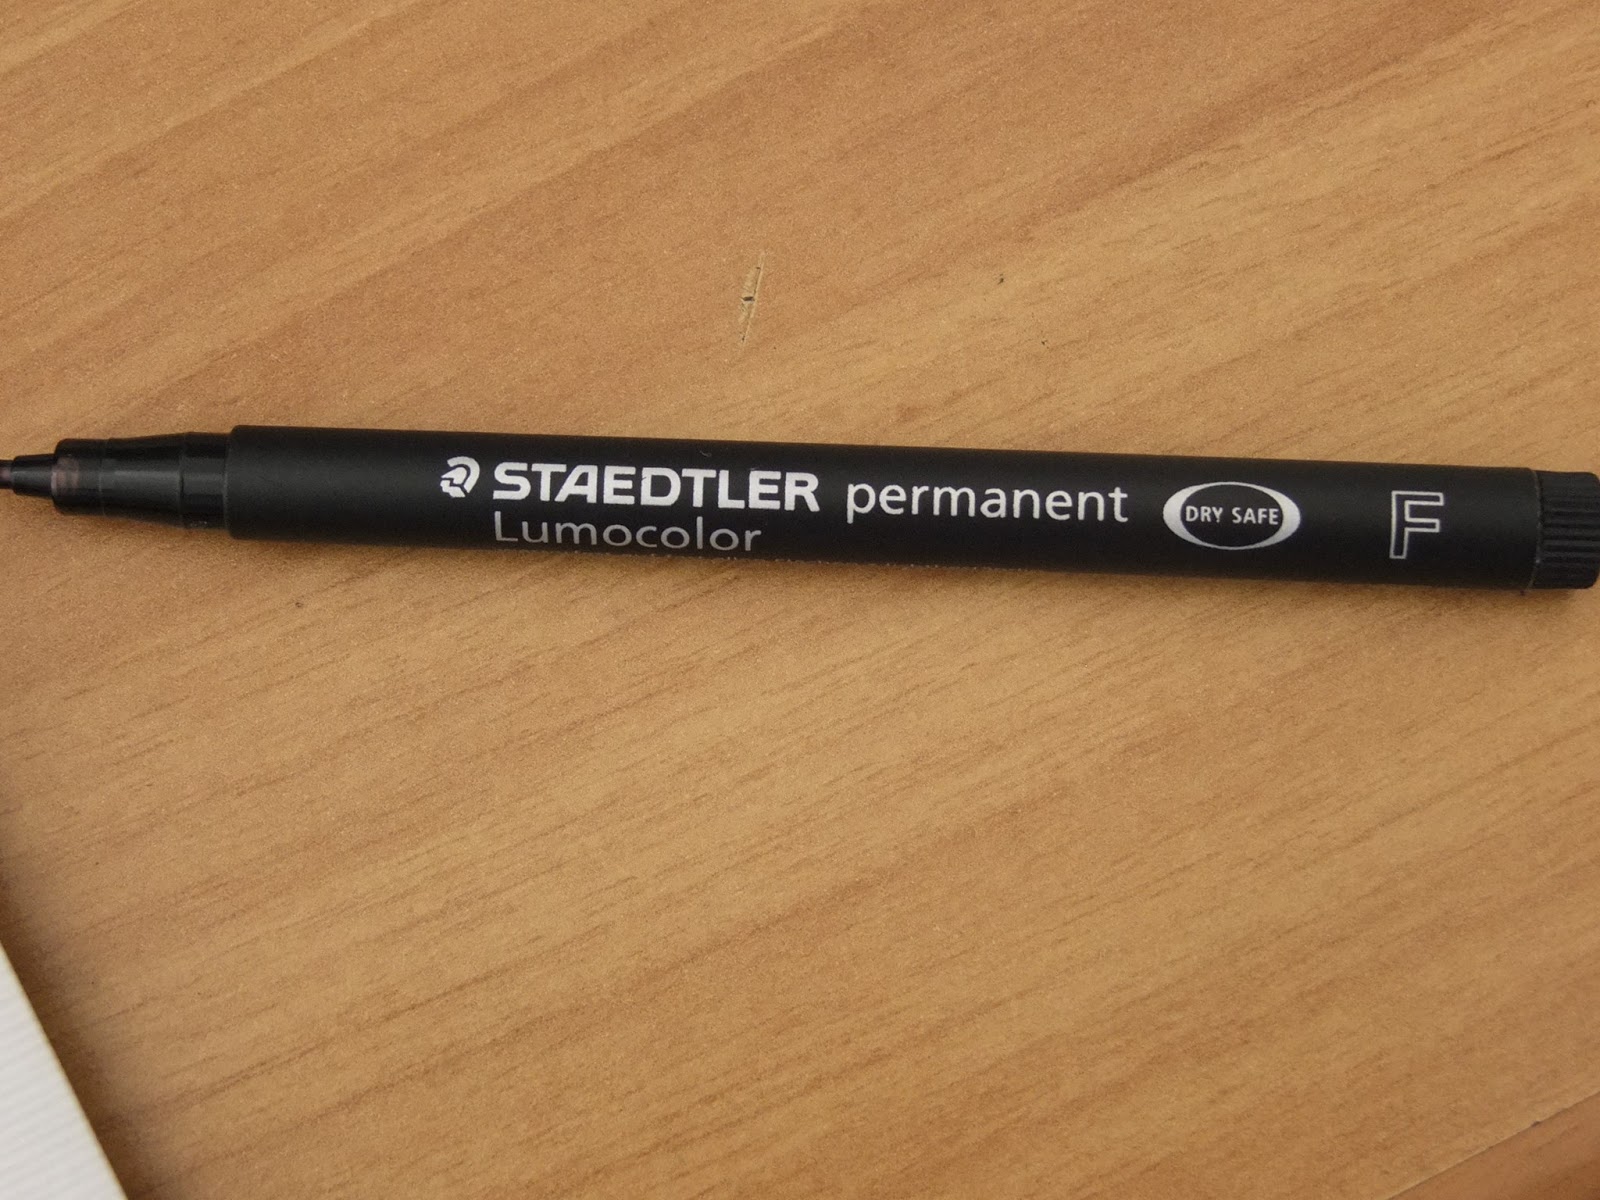 STAEDTLER permanent DRY SAFE F
Lumocolor